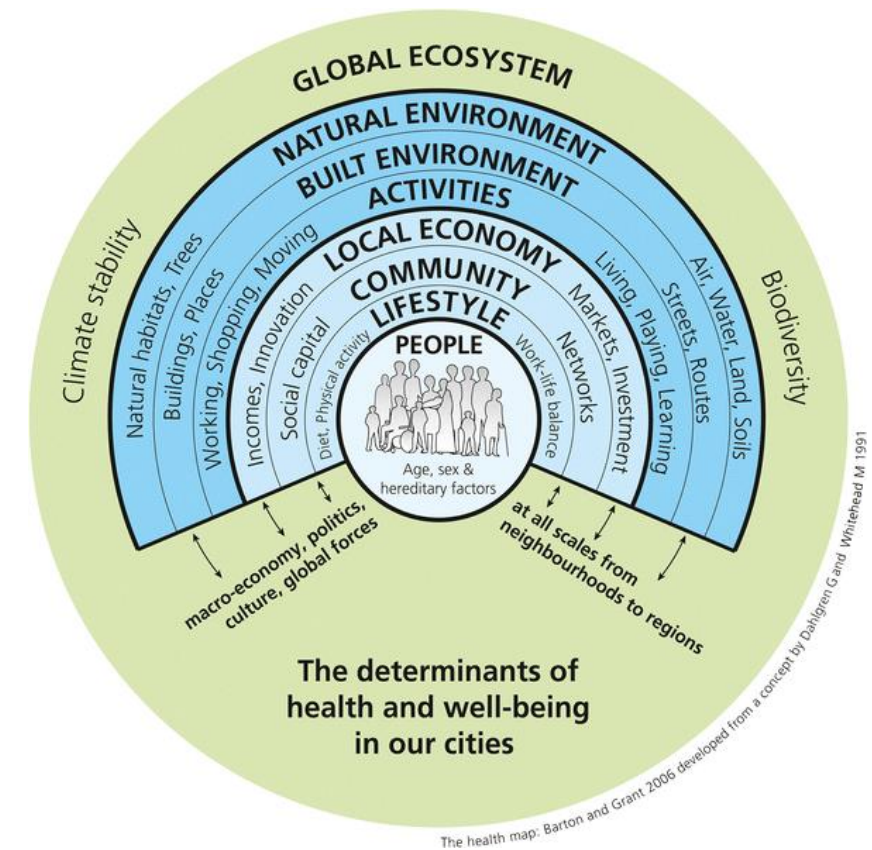 GLOBAL ECOSYSTEM
NATURAL ENVIRONMENT
BUILT ENVIRONMENT
ACTIVITIES
LOCAL ECONOMY
COMMUNITY
LIFESTYLE
PEOPLE
Age, sex &
hereditary factors
Climate stability
Natural habitats, Trees
Buildings, Places
Working, Shopping, Moving
Incomes, Innovation
Social capital
Diet, Physical activity
Work-life balance
Networks
Markets, Investment
Living, Playing, Learning
Streets, Routes
Air, Water, Land, Soils
Biodiversity
macro-economy, politics,
culture, global forces
at all scales from
neighbourhoods to regions
The determinants of
health and well-being
in our cities
The health map: Barton and Grant 2006 developed from a concept by Dahlgren G and Whitehead M 1991